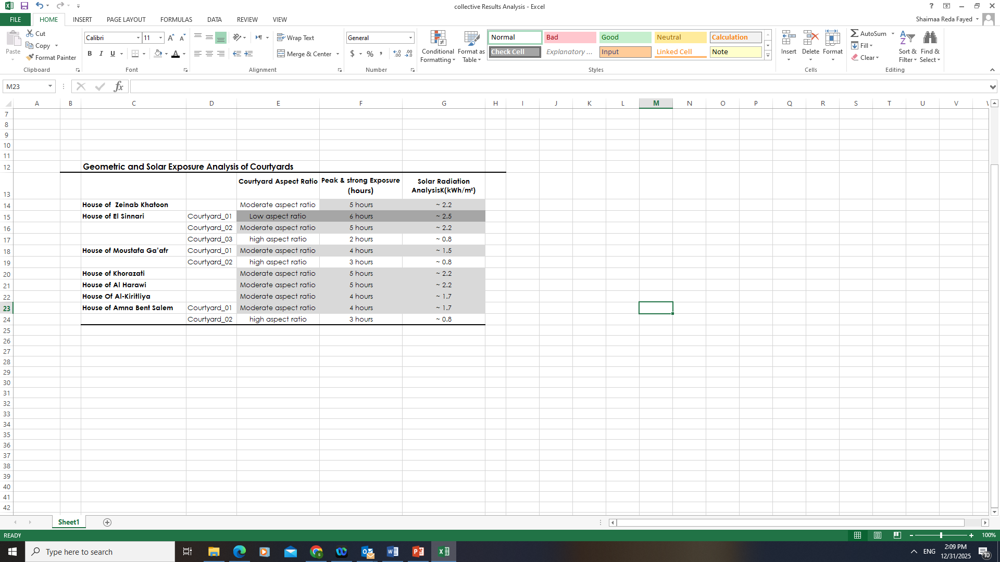 collective Results Analysis - Excel
?
FILE HOME INSERT PAGE LAYOUT FORMULAS DATA REVIEW VIEW
Shaimaa Reda Fayed
Paste
Cut
Copy
Format Painter
Clipboard
Calibri 11
B I U A
Font
Wrap Text
Merge & Center
Alignment
General
$ % ,
Number
Conditional Formatting
Format as Table
Normal Bad Good Neutral Calculation
Check Cell Explanatory ... Input Linked Cell Note
Styles
Insert Delete Format
Cells
AutoSum
Fill
Clear
Sort & Filter
Find & Select
Editing
M23
fx
A B C D E F G H I J K L M N O P Q R S T U V
7
8
9
10
11
12 Geometric and Solar Exposure Analysis of Courtyards
13 Courtyard Aspect Ratio Peak & strong Exposure (hours) Solar Radiation AnalysisK(kWh/m²)
14 House of  Zeinab Khatoon Moderate aspect ratio 5 hours ~ 2.2
15 House of El Sinnari Courtyard_01 Low aspect ratio 6 hours ~ 2.5
16 Courtyard_02 Moderate aspect ratio 5 hours ~ 2.2
17 Courtyard_03 high aspect ratio 2 hours ~ 0.8
18 House of Moustafa Ga’afr Courtyard_01 Moderate aspect ratio 4 hours ~ 1.5
19 Courtyard_02 high aspect ratio 3 hours ~ 0.8
20 House of Khorazati Moderate aspect ratio 5 hours ~ 2.2
21 House of Al Harawi Moderate aspect ratio 5 hours ~ 2.2
22 House Of Al-Kiritliya Moderate aspect ratio 4 hours ~ 1.7
23 House of Amna Bent Salem Courtyard_01 Moderate aspect ratio 4 hours ~ 1.7
24 Courtyard_02 high aspect ratio 3 hours ~ 0.8
25
26
27
28
29
30
31
32
33
34
35
36
37
38
39
40
41
42
Sheet1
READY
100%
Type here to search
ENG
2:09 PM
12/31/2025
10